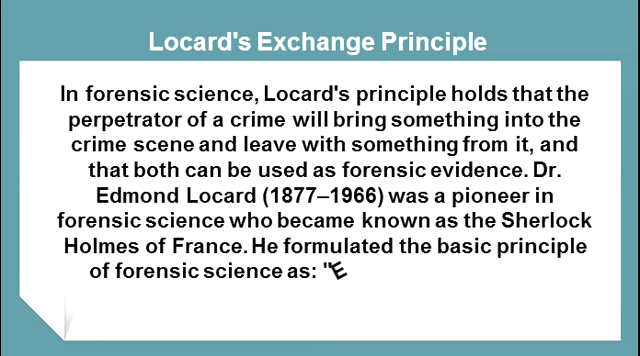 Locard's Exchange Principle
In forensic science, Locard's principle holds that the
perpetrator of a crime will bring something into the
crime scene and leave with something from it, and
that both can be used as forensic evidence. Dr.
Edmond Locard (1877–1966) was a pioneer in
forensic science who became known as the Sherlock
Holmes of France. He formulated the basic principle
of forensic science as: "E